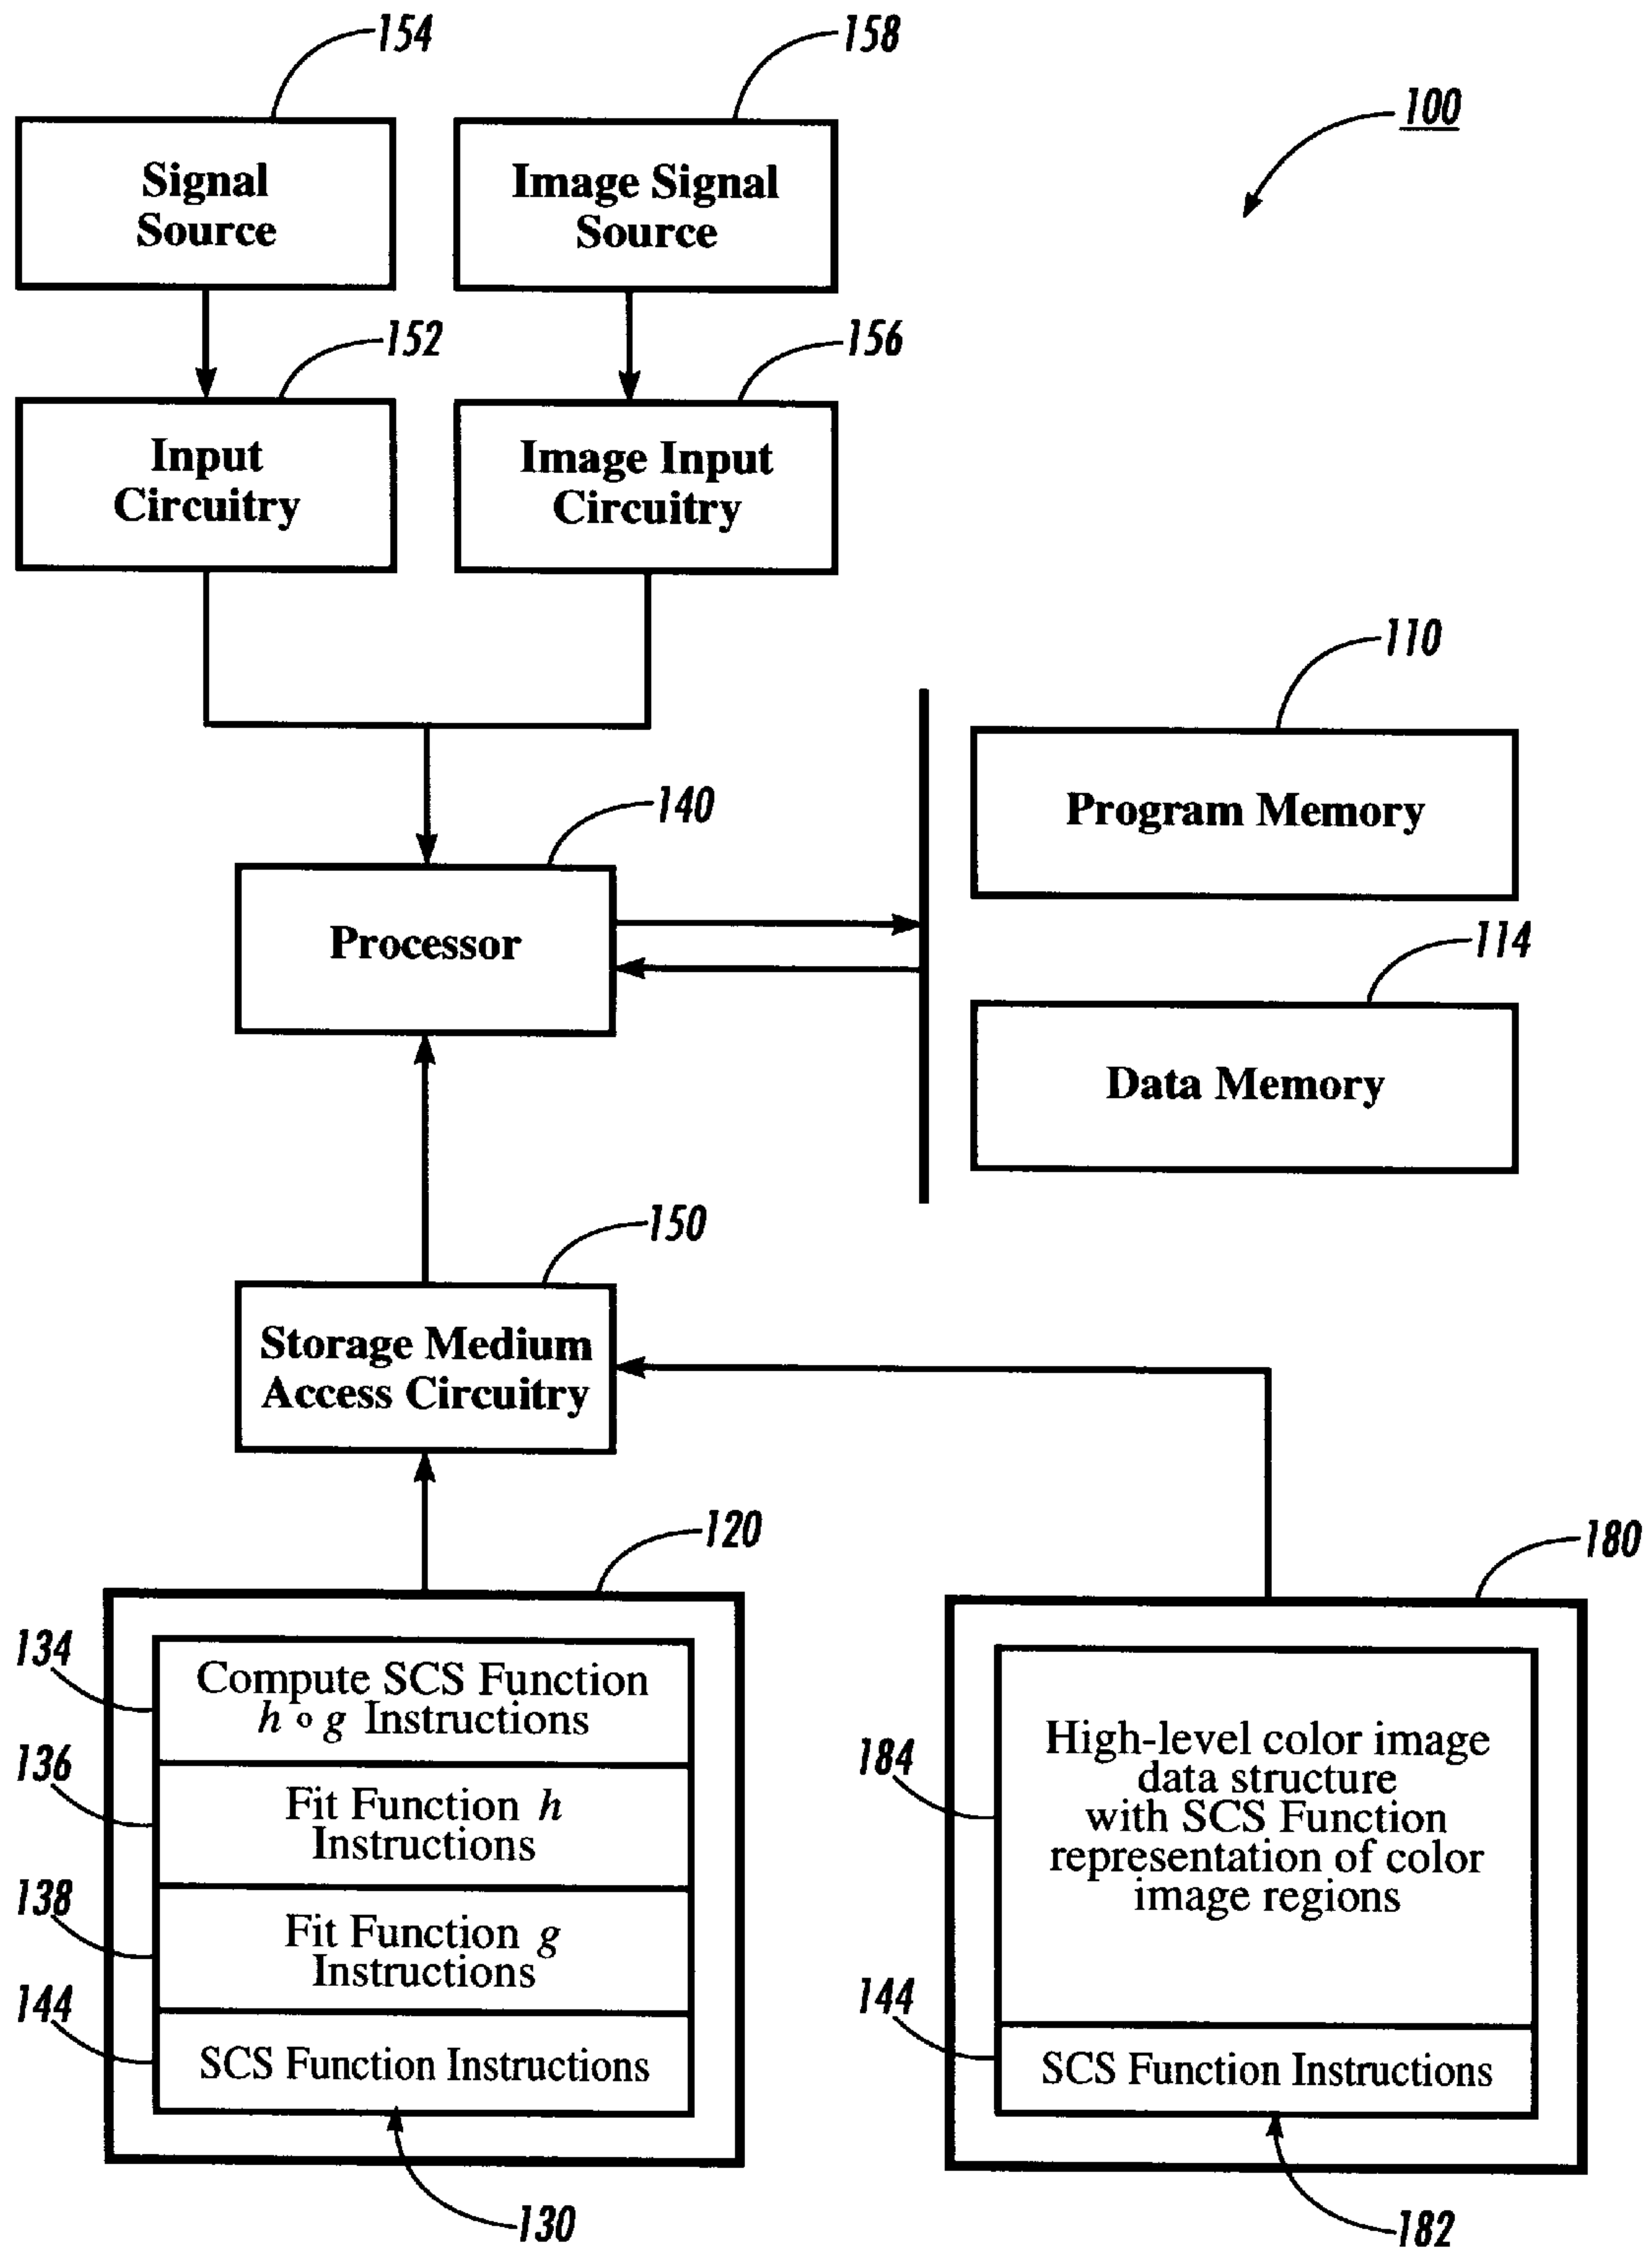 154
158
100
Signal
Source
Image Signal
Source
152
156
Input
Circuitry
Image Input
Circuitry
110
140
Program Memory
Processor
114
Data Memory
150
Storage Medium
Access Circuitry
120
180
134
Compute SCS Function
h ∘ g Instructions
136
Fit Function h
Instructions
138
Fit Function g
Instructions
144
SCS Function Instructions
130
184
High-level color image
data structure
with SCS Function
representation of color
image regions
144
SCS Function Instructions
182